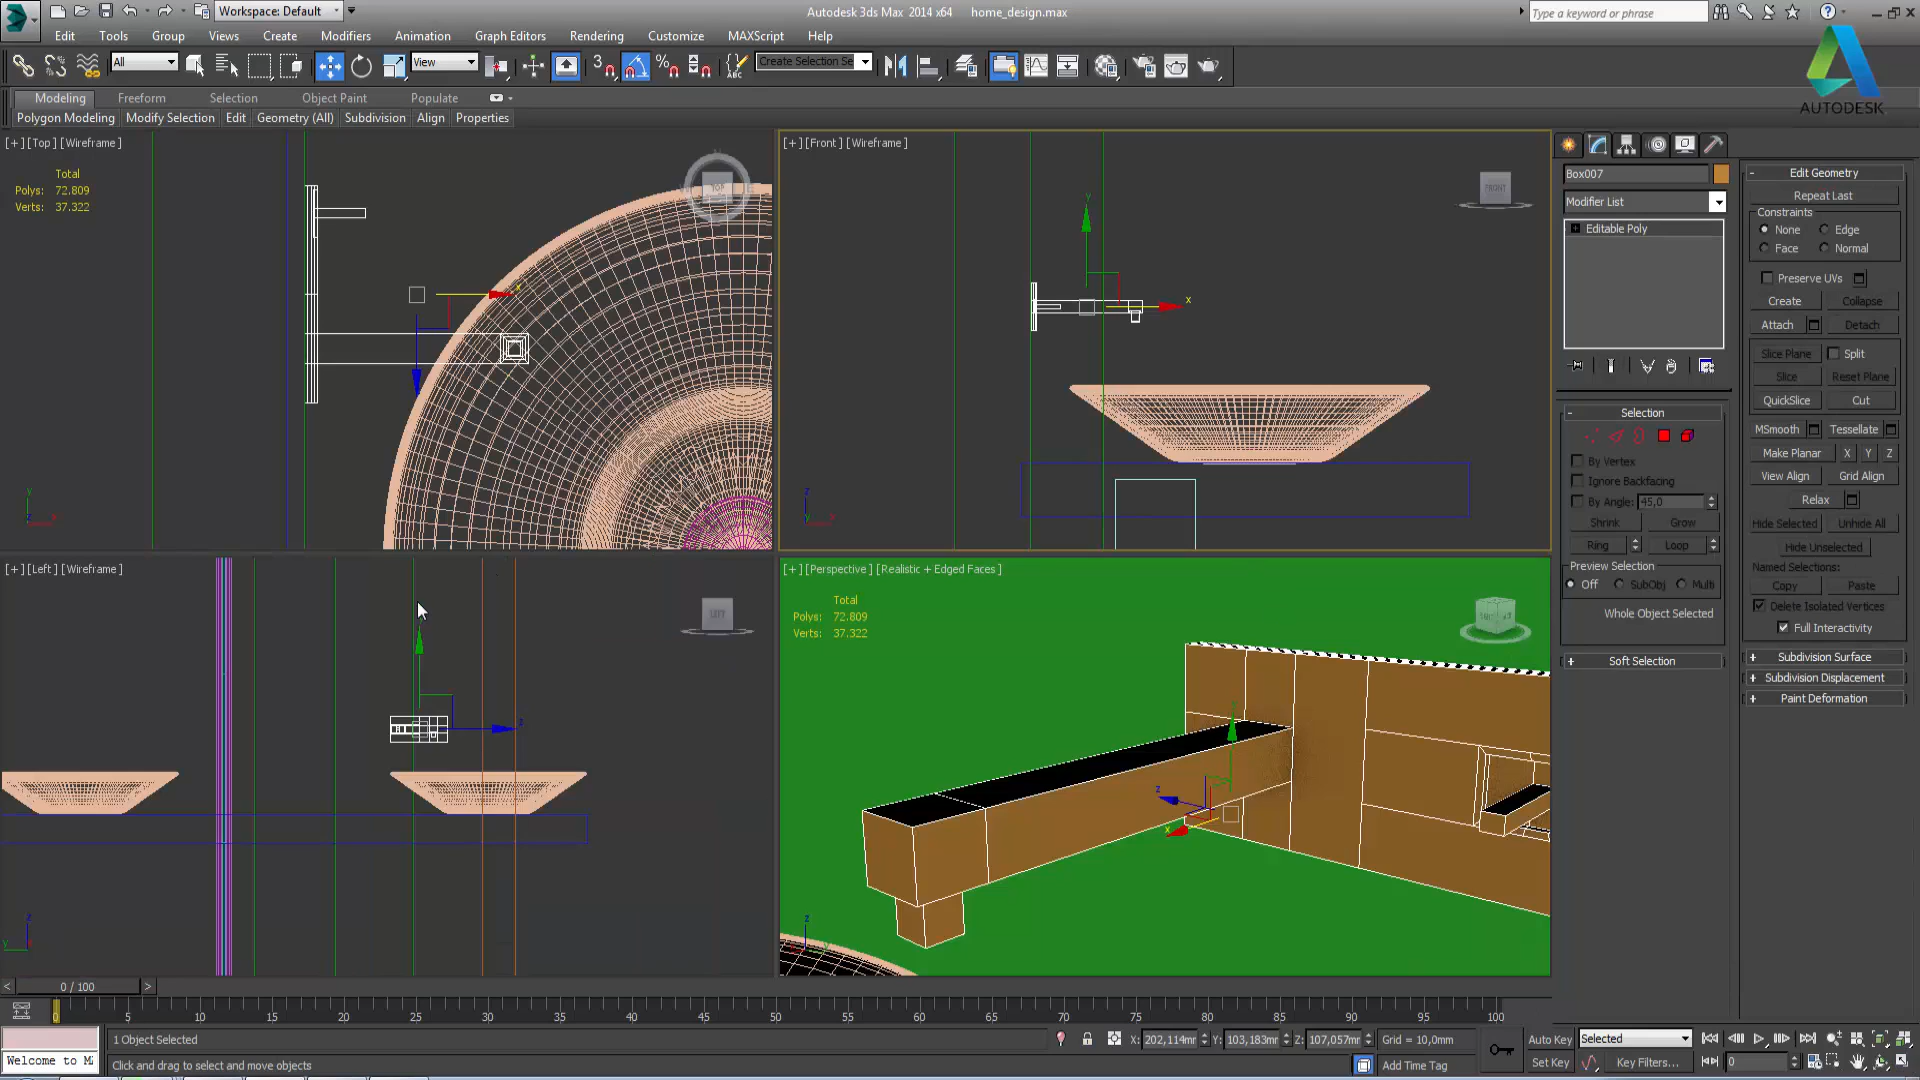 Workspace: Default
Autodesk 3ds Max 2014 x64 home_design.max
Type a keyword or phrase
Edit Tools Group Views Create Modifiers Animation Graph Editors Rendering Customize MAXScript Help
All View Create Selection Se
AUTODESK
Modeling Freeform Selection Object Paint Populate
Polygon Modeling Modify Selection Edit Geometry (All) Subdivision Align Properties
[+][Top][Wireframe]
Total
Polys: 72.809
Verts: 37.322
TOP
[+][Front][Wireframe]
FRONT
[+][Left][Wireframe]
LEFT
[+][Perspective][Realistic + Edged Faces]
Total
Polys: 72.809
Verts: 37.322
Box007
Modifier List
Editable Poly
Selection
By Vertex
Ignore Backfacing
By Angle: 45,0
Shrink Grow
Ring Loop
Preview Selection
Off SubObj Multi
Whole Object Selected
Soft Selection
Edit Geometry
Repeat Last
Constraints
None Edge
Face Normal
Preserve UVs
Create Collapse
Attach Detach
Slice Plane Split
Slice Reset Plane
QuickSlice Cut
MSmooth Tessellate
Make Planar X Y Z
View Align Grid Align
Relax
Hide Selected Unhide All
Hide Unselected
Named Selections:
Copy Paste
Delete Isolated Vertices
Full Interactivity
Subdivision Surface
Subdivision Displacement
Paint Deformation
0 / 100
0 5 10 15 20 25 30 35 40 45 50 55 60 65 70 75 80 85 90 95 100
1 Object Selected
X: 202,114mm Y: 103,183mm Z: 107,057mm Grid = 10,0mm
Auto Key Selected
Welcome to M
Click and drag to select and move objects
Add Time Tag
Set Key Key Filters... 0